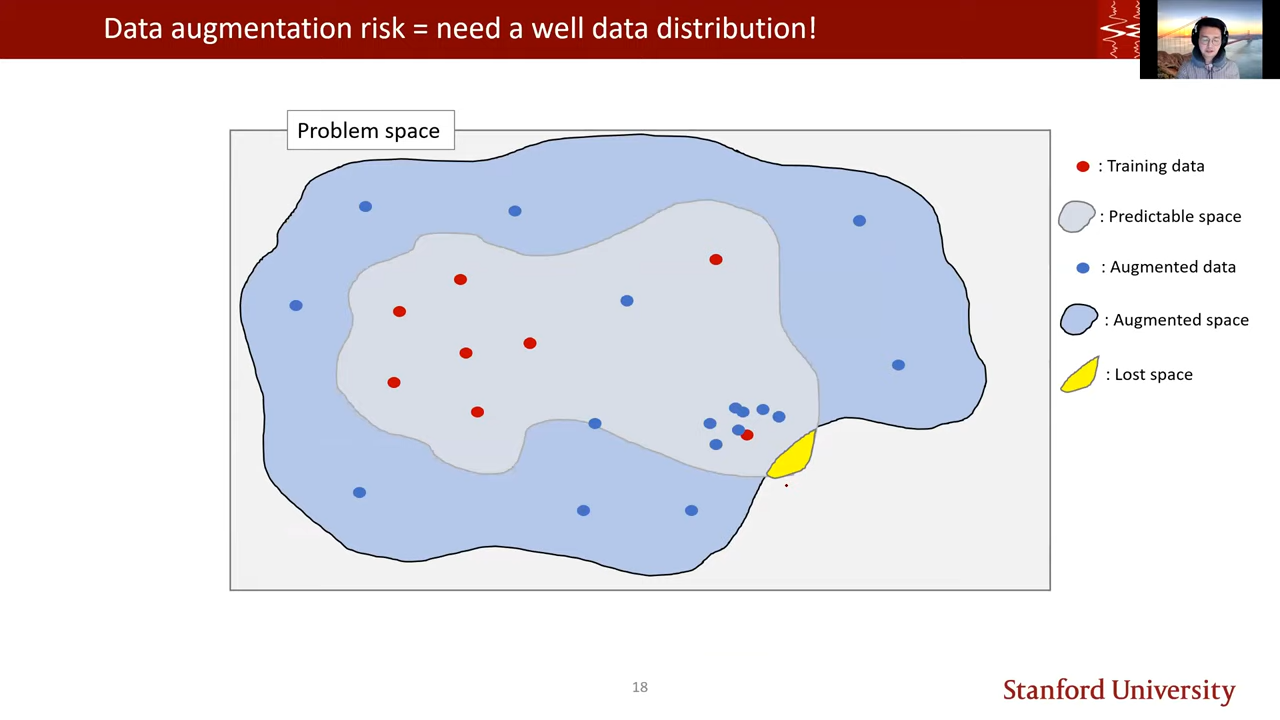 Data augmentation risk = need a well data distribution!
Problem space
: Training data
: Predictable space
: Augmented data
: Augmented space
: Lost space
18
Stanford University